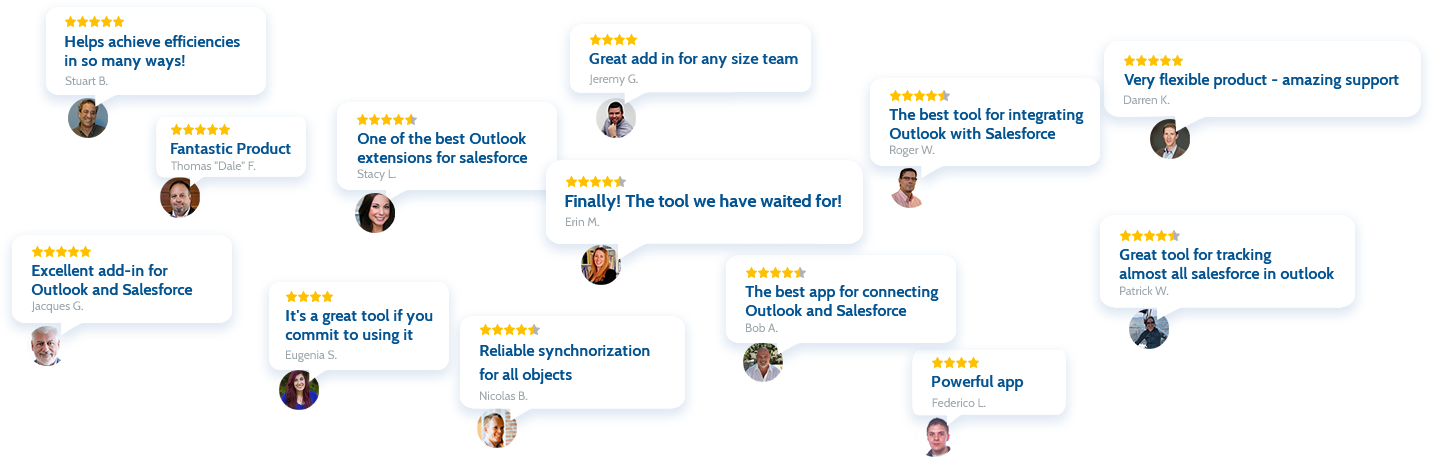 Helps achieve efficiencies
in so many ways!
Stuart B.
Fantastic Product
Thomas "Dale" F.
One of the best Outlook
extensions for salesforce
Stacy L.
Great add in for any size team
Jeremy G.
Finally! The tool we have waited for!
Erin M.
The best tool for integrating
Outlook with Salesforce
Roger W.
Very flexible product - amazing support
Darren K.
Excellent add-in for
Outlook and Salesforce
Jacques G.
It's a great tool if you
commit to using it
Eugenia S.
Reliable synchnorization
for all objects
Nicolas B.
The best app for connecting
Outlook and Salesforce
Bob A.
Powerful app
Federico L.
Great tool for tracking
almost all salesforce in outlook
Patrick W.